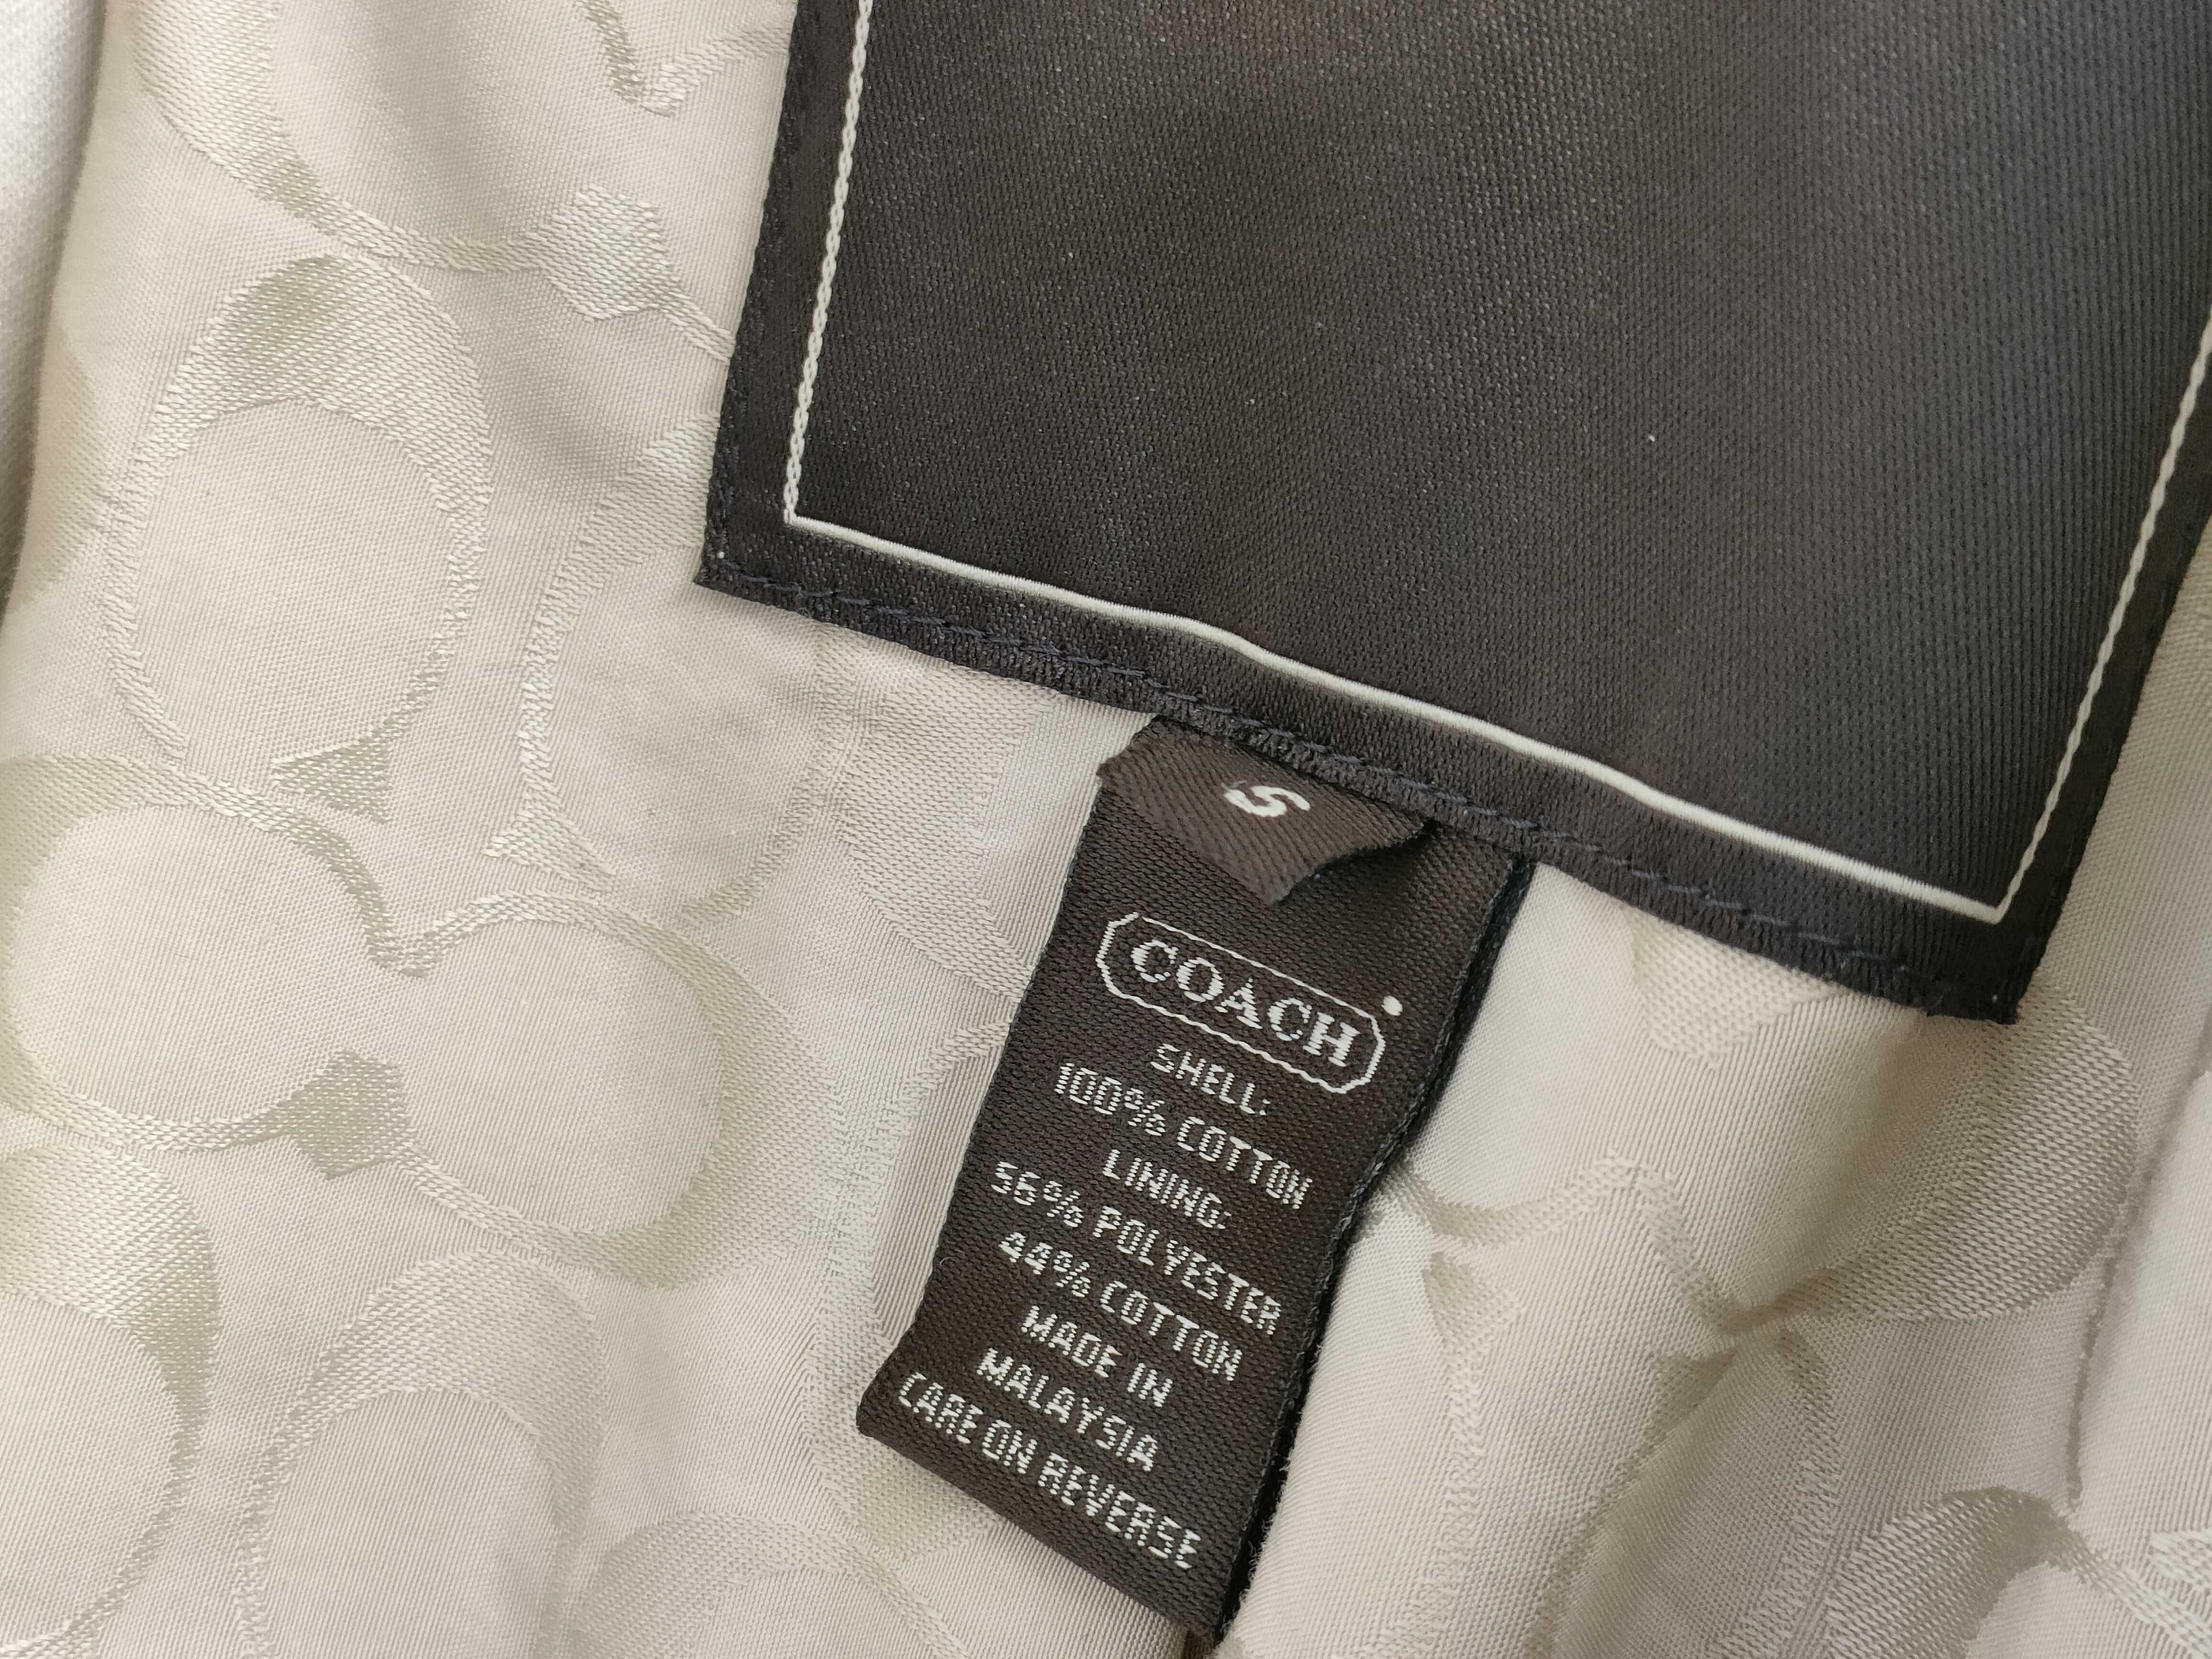 S
COACH
SHELL:
100% COTTON
LINING:
56% POLYESTER
44% COTTON
MADE IN
MALAYSIA
CARE ON REVERSE